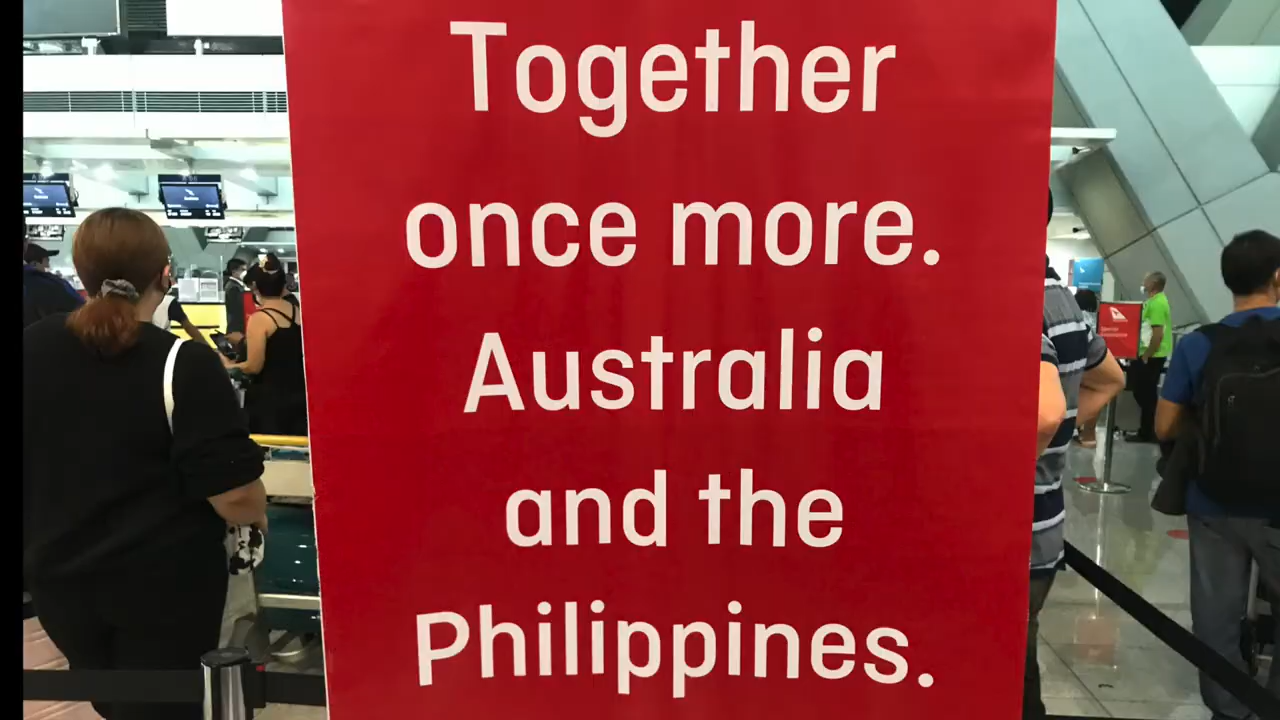 Together
once more.
Australia
and the
Philippines.